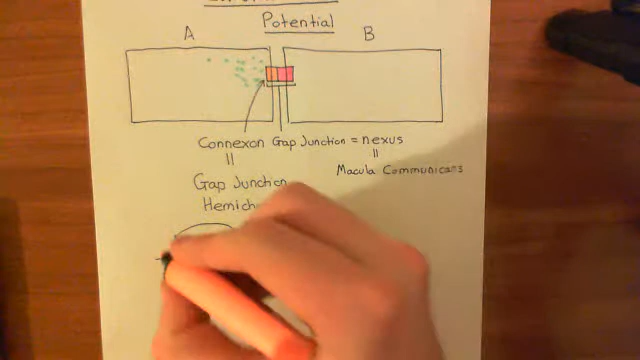 Potential
A B
Connexon Gap Junction = nexus
=
=
Macula Communicans
Gap Junction